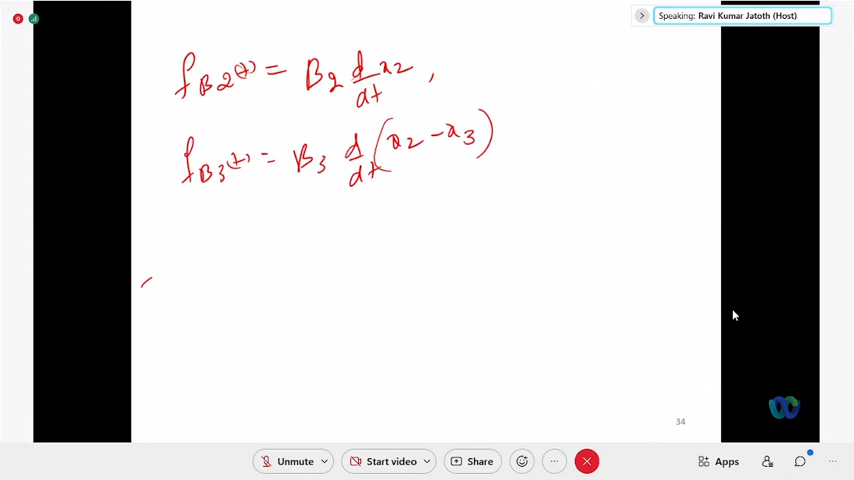 Speaking: Ravi Kumar Jatoth (Host)
f_B2(t) = B_2 d/dt x_2 ,
f_B3(t) = B_3 d/dt (x_2 - x_3)
34
Unmute Start video Share Apps